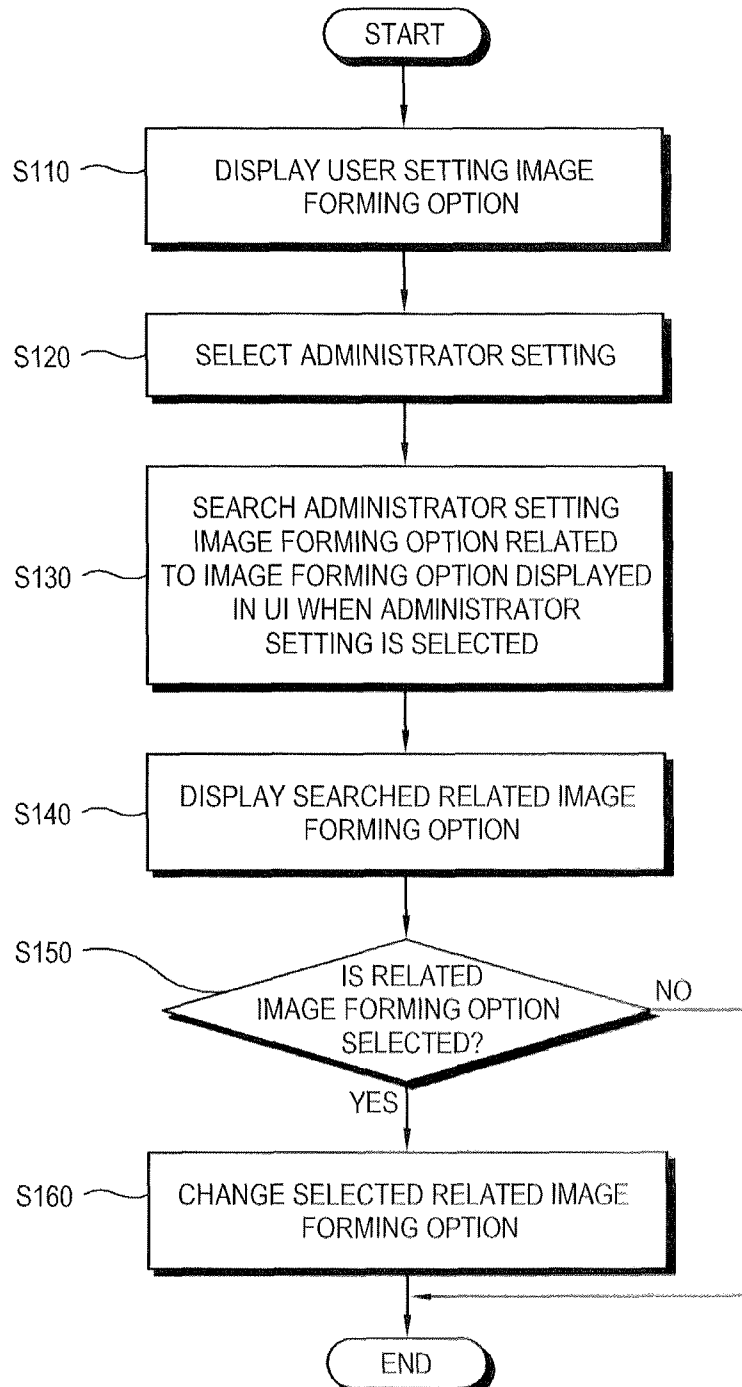 START
S110
DISPLAY USER SETTING IMAGE
FORMING OPTION
S120
SELECT ADMINISTRATOR SETTING
S130
SEARCH ADMINISTRATOR SETTING
IMAGE FORMING OPTION RELATED
TO IMAGE FORMING OPTION DISPLAYED
IN UI WHEN ADMINISTRATOR
SETTING IS SELECTED
S140
DISPLAY SEARCHED RELATED IMAGE
FORMING OPTION
S150
IS RELATED
IMAGE FORMING OPTION
SELECTED?
NO
YES
S160
CHANGE SELECTED RELATED IMAGE
FORMING OPTION
END